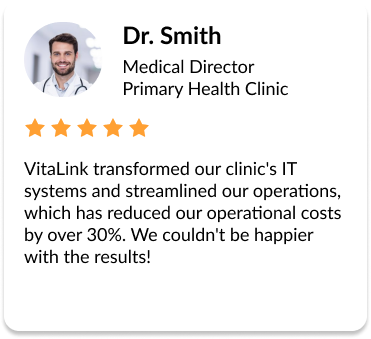 Dr. Smith
Medical Director
Primary Health Clinic
VitaLink transformed our clinic's IT
systems and streamlined our operations,
which has reduced our operational costs
by over 30%. We couldn't be happier
with the results!